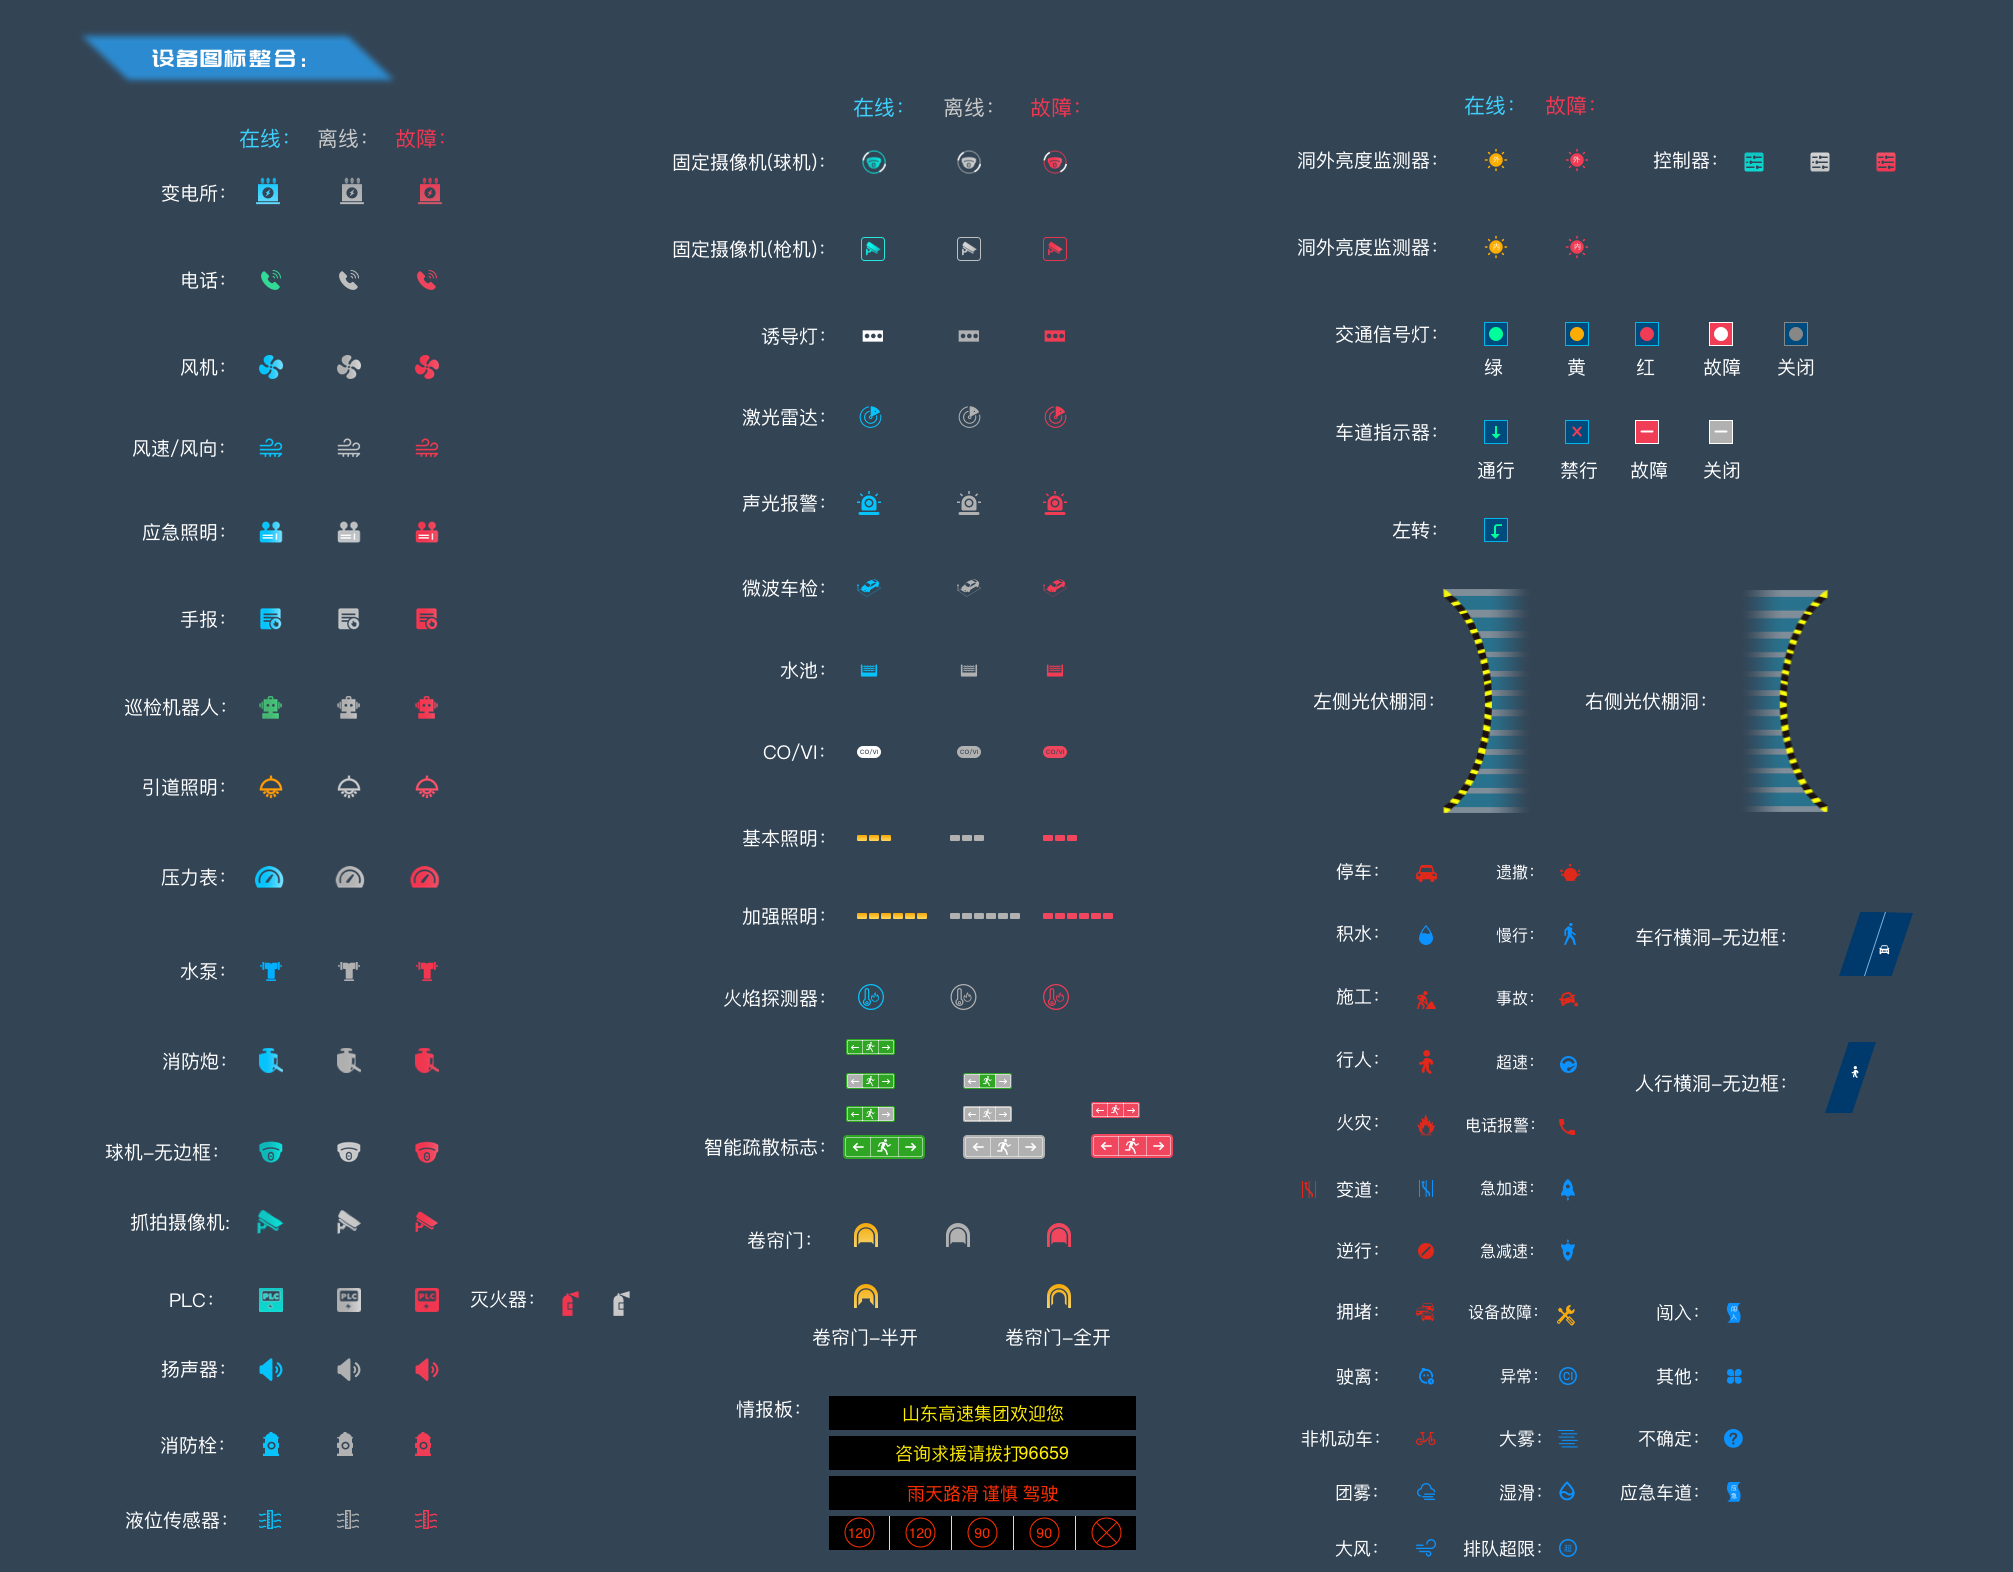 设备图标整合：
在线： 离线： 故障：
变电所：
电话：
风机：
风速/风向：
应急照明：
手报：
巡检机器人：
引道照明：
压力表：
水泵：
消防炮：
球机-无边框：
抓拍摄像机:
PLC： PLC PLC PLC
灭火器：
扬声器：
消防栓：
液位传感器：
在线： 离线： 故障：
固定摄像机(球机)：
固定摄像机(枪机)：
诱导灯：
激光雷达：
声光报警：
微波车检：
水池：
CO/VI： CO/VI CO/VI CO/VI
基本照明：
加强照明：
火焰探测器：
智能疏散标志：
卷帘门：
卷帘门-半开 卷帘门-全开
情报板：
山东高速集团欢迎您
咨询求援请拨打96659
雨天路滑 谨慎 驾驶
120 120 90 90
在线： 故障：
洞外亮度监测器： 外 外
控制器：
洞外亮度监测器： 内 内
交通信号灯：
绿 黄 红 故障 关闭
车道指示器：
通行 禁行 故障 关闭
左转：
左侧光伏棚洞： 右侧光伏棚洞：
停车： 遗撒：
积水： 慢行：
车行横洞-无边框：
施工： 事故：
行人： 超速：
人行横洞-无边框：
火灾： 电话报警：
变道： 急加速：
逆行： 急减速：
拥堵： 设备故障： 闯入：
驶离： 异常： 其他：
非机动车： 大雾： 不确定： ?
团雾： 湿滑： 应急车道：
大风： 排队超限：